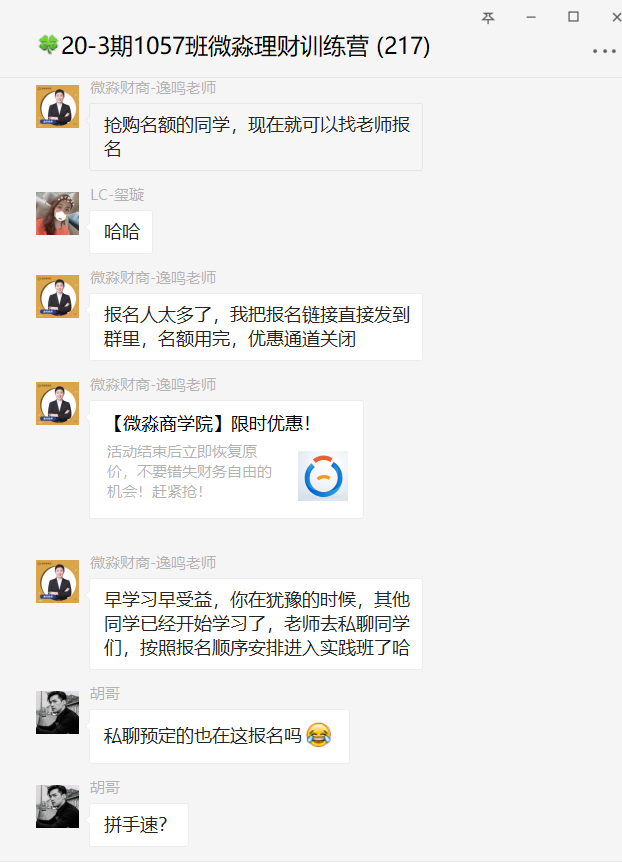 🍀20-3期1057班微淼理财训练营 (217)
微淼财商-逸鸣老师
抢购名额的同学，现在就可以找老师报
名
LC-玺璇
哈哈
微淼财商-逸鸣老师
报名人太多了，我把报名链接直接发到
群里，名额用完，优惠通道关闭
微淼财商-逸鸣老师
【微淼商学院】限时优惠！
活动结束后立即恢复原
价，不要错失财务自由的
机会！赶紧抢！
微淼财商-逸鸣老师
早学习早受益，你在犹豫的时候，其他
同学已经开始学习了，老师去私聊同学
们，按照报名顺序安排进入实践班了哈
胡哥
私聊预定的也在这报名吗😂
胡哥
拼手速？